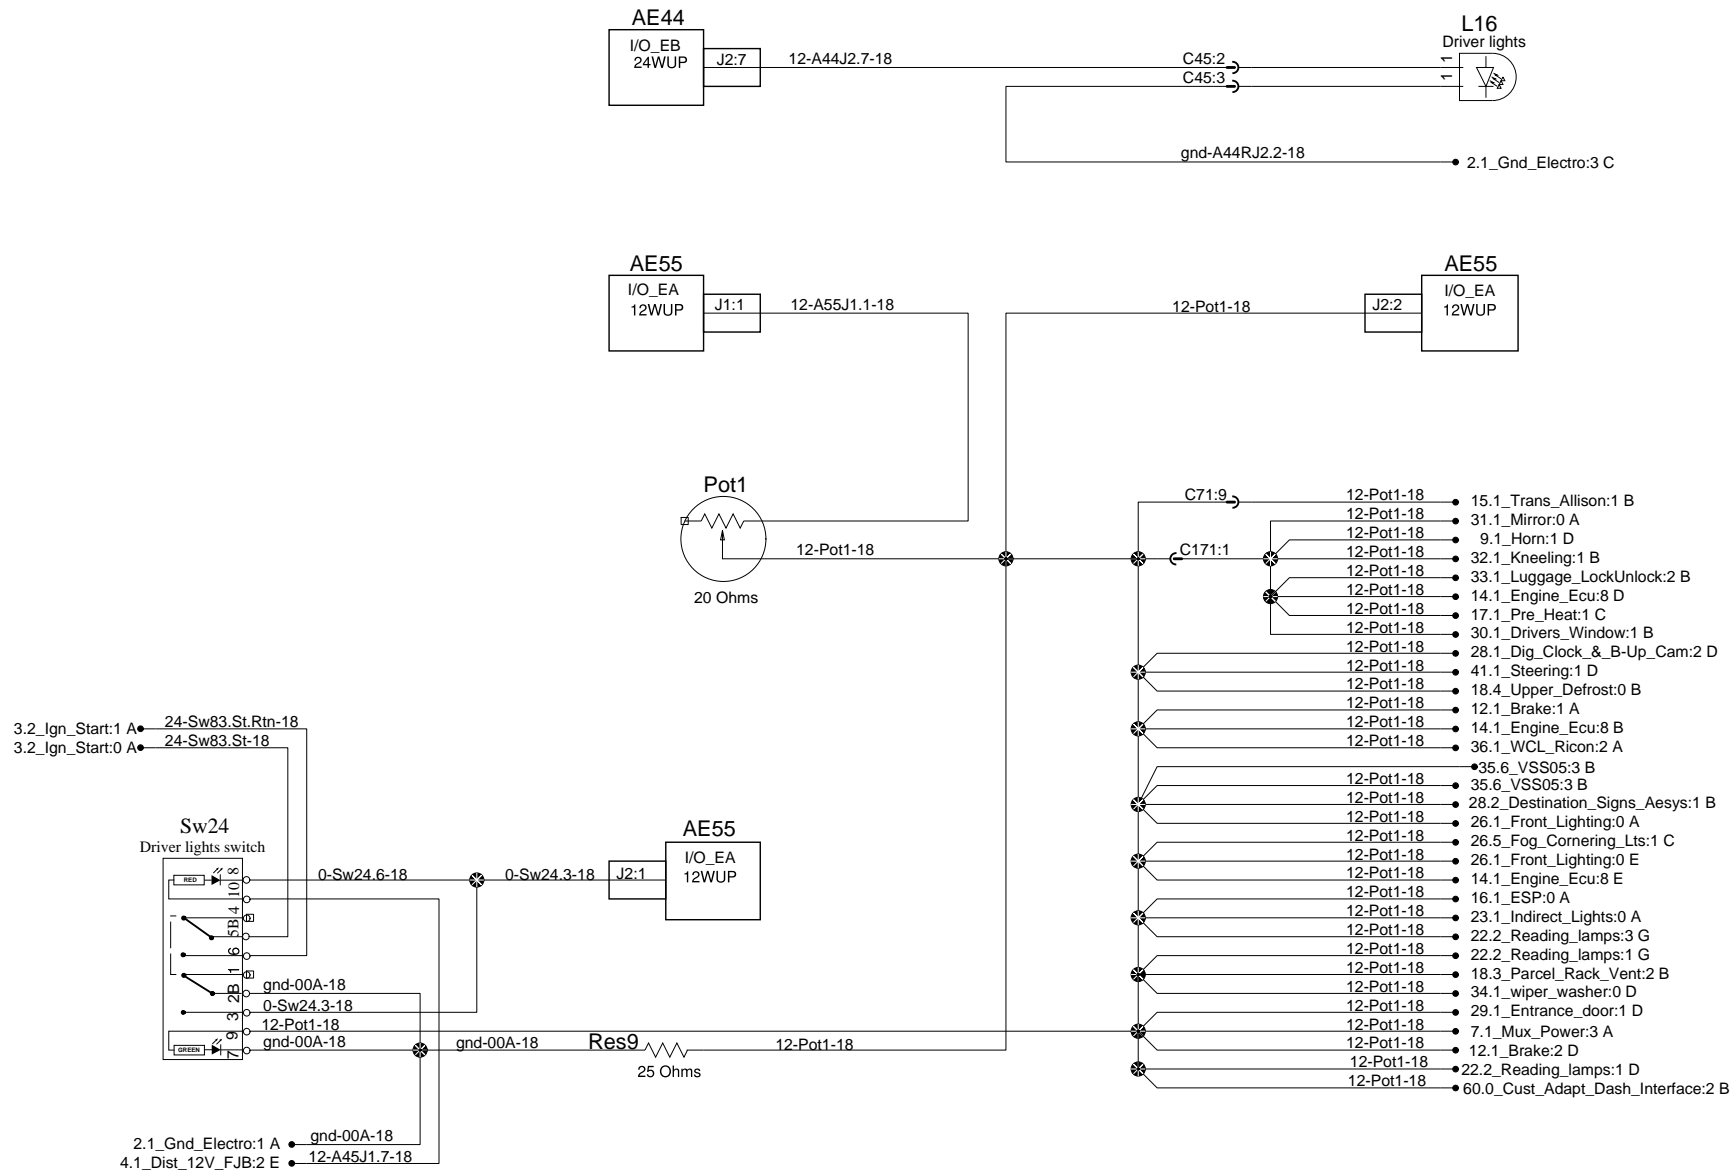 AE44
I/O_EB
24WUP
J2:7
12-A44J2.7-18
C45:2
C45:3
1
1
L16
Driver lights
gnd-A44RJ2.2-18
2.1_Gnd_Electro:3 C
AE55
I/O_EA
12WUP
J1:1
12-A55J1.1-18
12-Pot1-18
J2:2
AE55
I/O_EA
12WUP
Pot1
12-Pot1-18
20 Ohms
C71:9
C171:1
12-Pot1-18 15.1_Trans_Allison:1 B
12-Pot1-18 31.1_Mirror:0 A
12-Pot1-18 9.1_Horn:1 D
12-Pot1-18 32.1_Kneeling:1 B
12-Pot1-18 33.1_Luggage_LockUnlock:2 B
12-Pot1-18 14.1_Engine_Ecu:8 D
12-Pot1-18 17.1_Pre_Heat:1 C
12-Pot1-18 30.1_Drivers_Window:1 B
12-Pot1-18 28.1_Dig_Clock_&_B-Up_Cam:2 D
12-Pot1-18 41.1_Steering:1 D
12-Pot1-18 18.4_Upper_Defrost:0 B
12-Pot1-18 12.1_Brake:1 A
12-Pot1-18 14.1_Engine_Ecu:8 B
12-Pot1-18 36.1_WCL_Ricon:2 A
35.6_VSS05:3 B
12-Pot1-18 35.6_VSS05:3 B
12-Pot1-18 28.2_Destination_Signs_Aesys:1 B
12-Pot1-18 26.1_Front_Lighting:0 A
12-Pot1-18 26.5_Fog_Cornering_Lts:1 C
12-Pot1-18 26.1_Front_Lighting:0 E
12-Pot1-18 14.1_Engine_Ecu:8 E
12-Pot1-18 16.1_ESP:0 A
12-Pot1-18 23.1_Indirect_Lights:0 A
12-Pot1-18 22.2_Reading_lamps:3 G
12-Pot1-18 22.2_Reading_lamps:1 G
12-Pot1-18 18.3_Parcel_Rack_Vent:2 B
12-Pot1-18 34.1_wiper_washer:0 D
12-Pot1-18 29.1_Entrance_door:1 D
12-Pot1-18 7.1_Mux_Power:3 A
12-Pot1-18 12.1_Brake:2 D
12-Pot1-18 22.2_Reading_lamps:1 D
12-Pot1-18 60.0_Cust_Adapt_Dash_Interface:2 B
3.2_Ign_Start:1 A 24-Sw83.St.Rtn-18
3.2_Ign_Start:0 A 24-Sw83.St-18
Sw24
Driver lights switch
RED
8
10
4
5B
6
1
2B
3
9
7
GREEN
0-Sw24.6-18
0-Sw24.3-18
J2:1
AE55
I/O_EA
12WUP
gnd-00A-18
0-Sw24.3-18
12-Pot1-18
gnd-00A-18
gnd-00A-18
Res9
25 Ohms
12-Pot1-18
2.1_Gnd_Electro:1 A gnd-00A-18
4.1_Dist_12V_FJB:2 E 12-A45J1.7-18